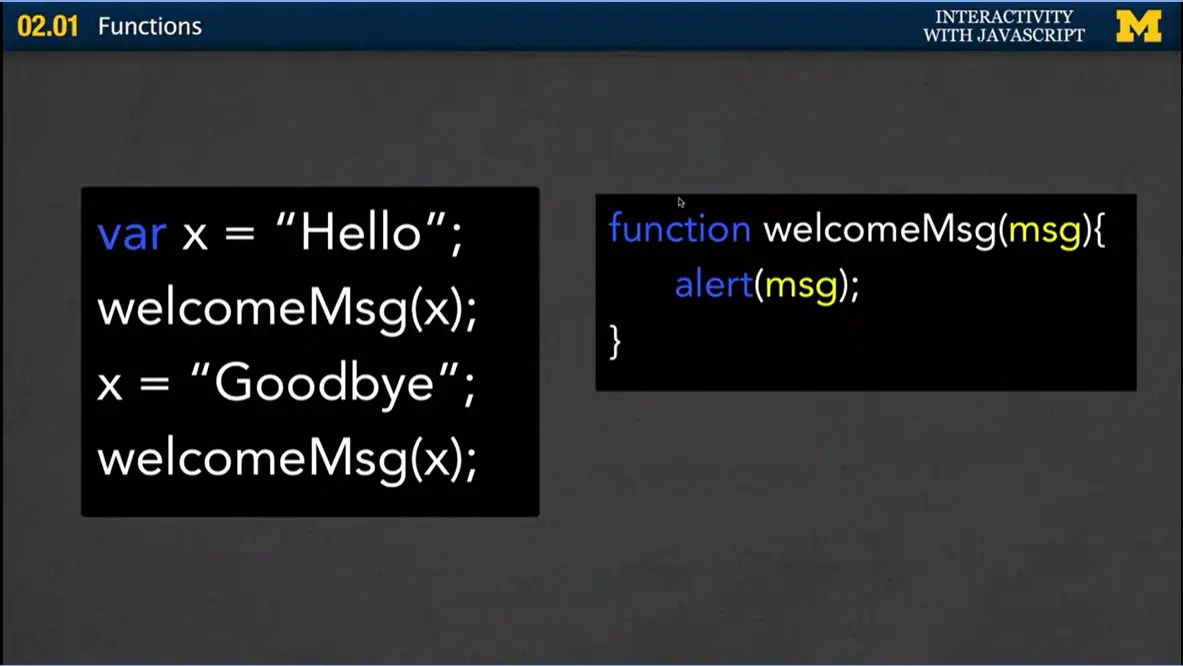 02.01 Functions
INTERACTIVITY
WITH JAVASCRIPT
M
var x = “Hello”;
welcomeMsg(x);
x = “Goodbye”;
welcomeMsg(x);
function welcomeMsg(msg){
alert(msg);
}